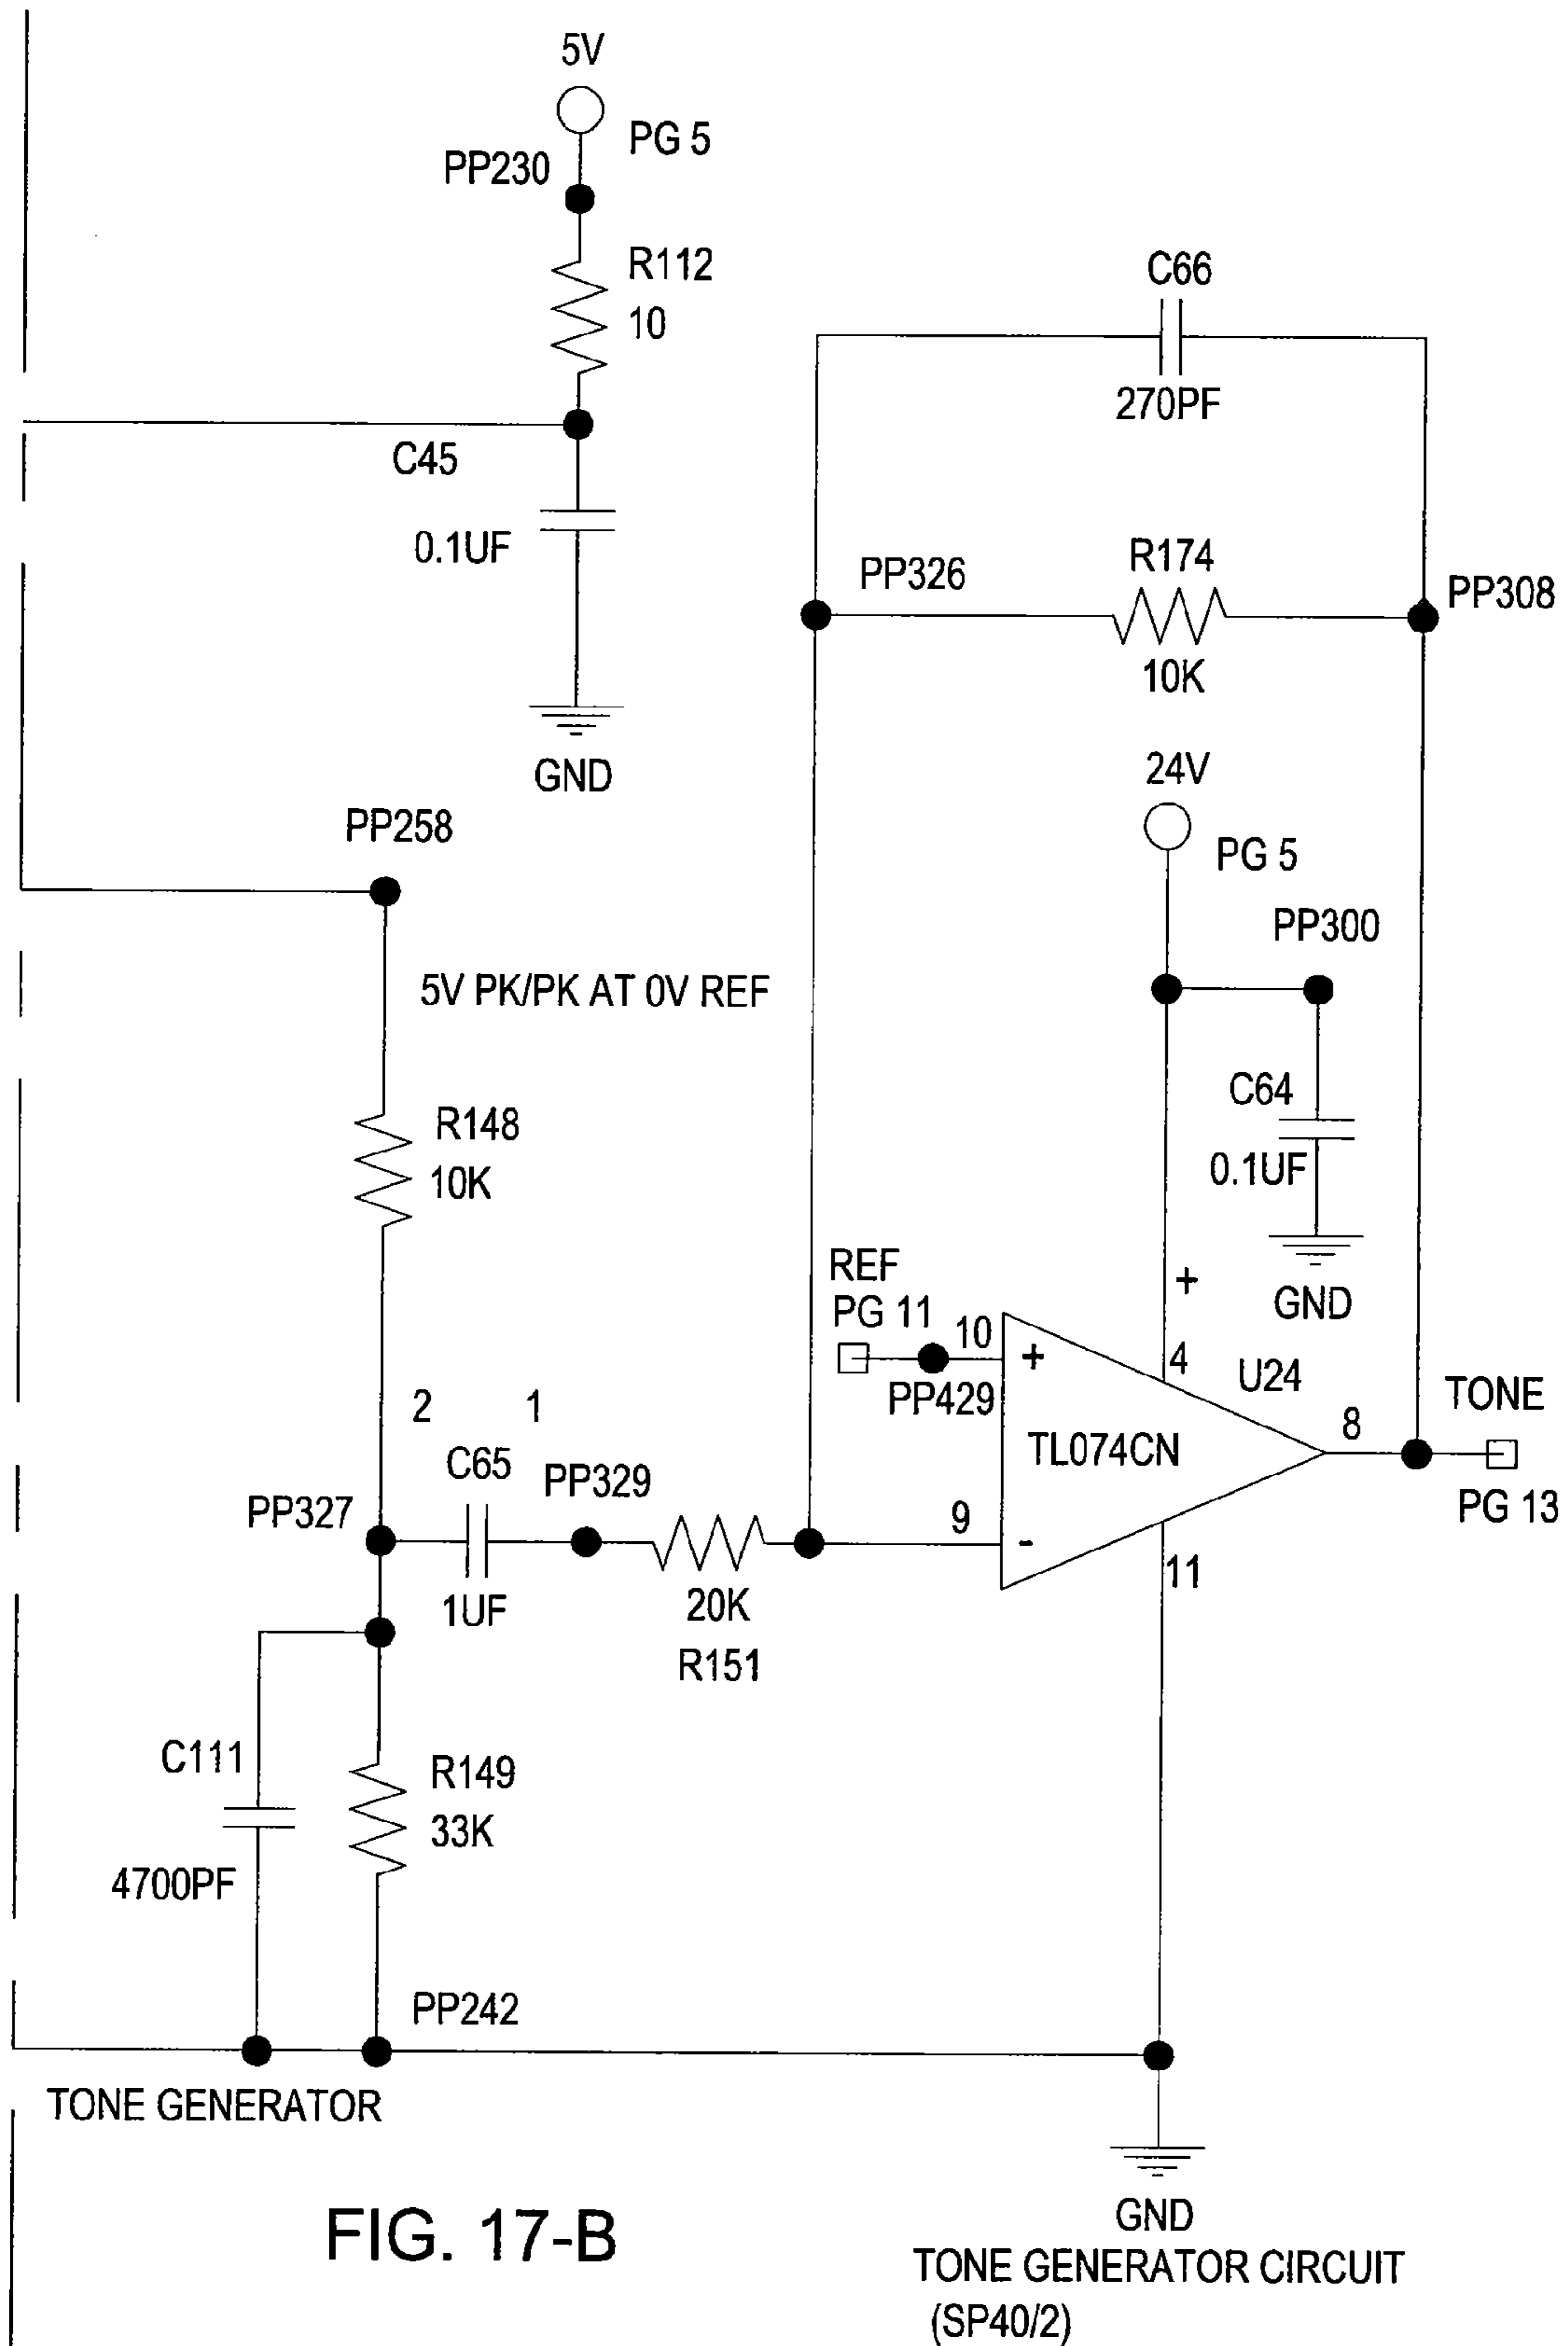 5V
PG 5
PP230
R112
10
C45
0.1UF
GND
C66
270PF
PP326
R174
10K
PP308
24V
PG 5
PP300
C64
0.1UF
GND
PP258
5V PK/PK AT 0V REF
R148
10K
REF
PG 11
10
+
PP429
+
4
U24
TL074CN
8
TONE
PG 13
9
-
11
2
1
C65
PP329
PP327
1UF
20K
R151
C111
4700PF
R149
33K
PP242
TONE GENERATOR
GND
FIG. 17-B
TONE GENERATOR CIRCUIT
(SP40/2)